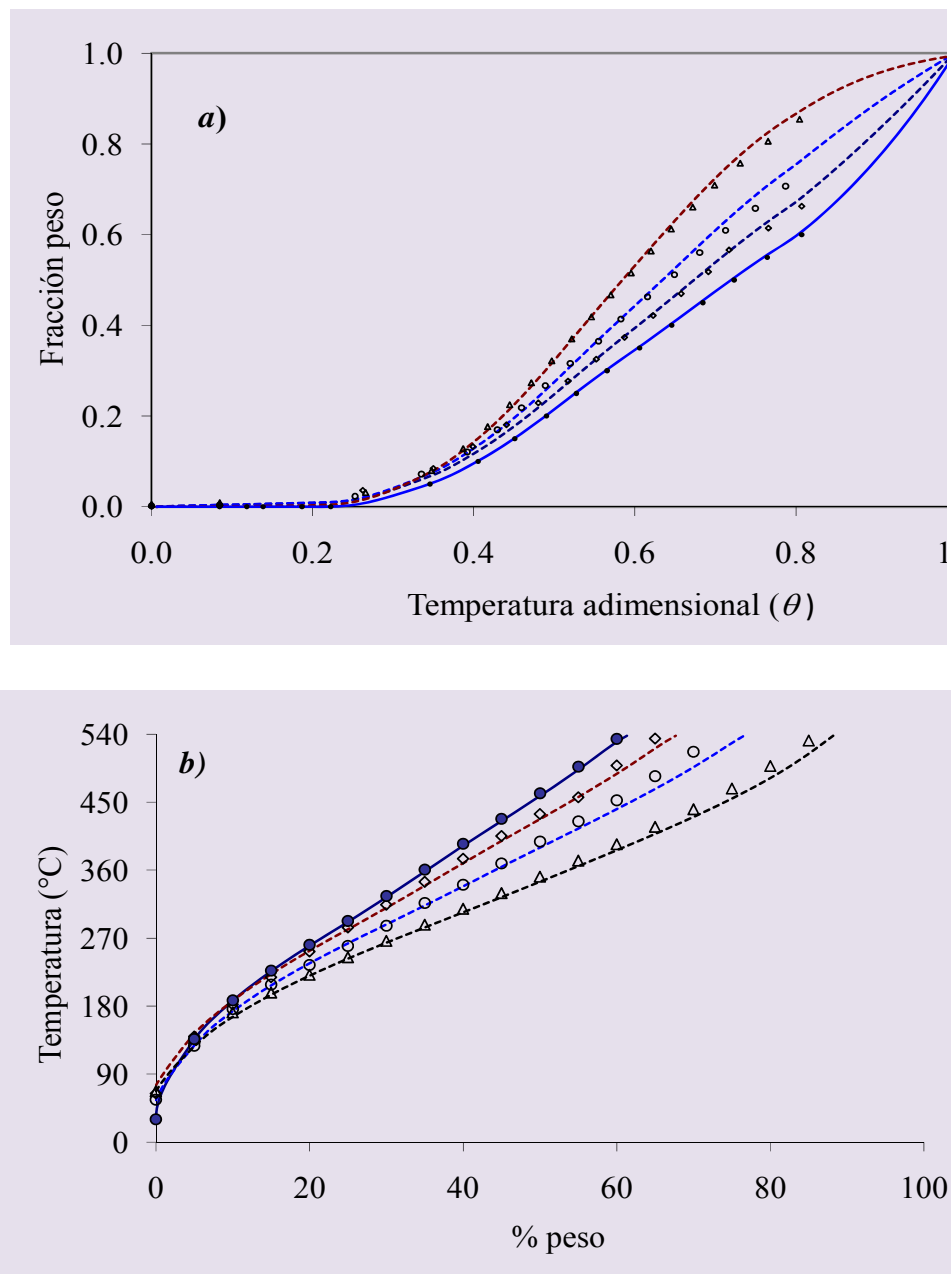 a)
1.0
0.8
0.6
0.4
0.2
0.0
Fracción peso
0.0 0.2 0.4 0.6 0.8 1
Temperatura adimensional (θ)
b)
540
450
360
270
180
90
0
Temperatura (°C)
0 20 40 60 80 100
% peso